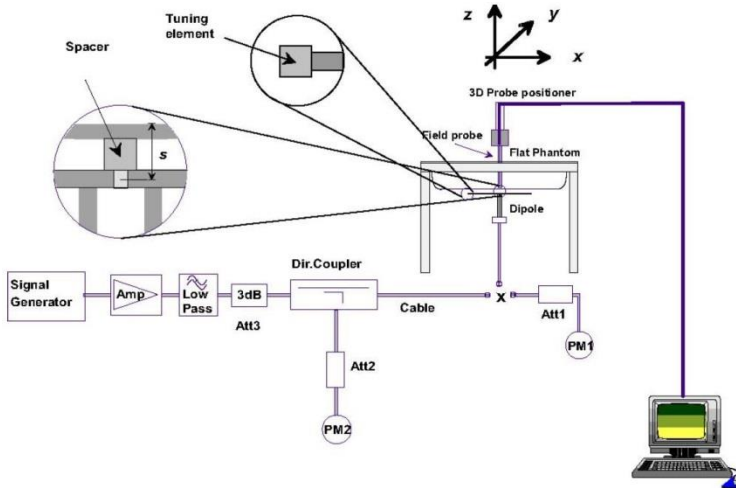 Tuning
element
z
y
x
Spacer
3D Probe positioner
s
Field probe
Flat Phantom
Dipole
Dir.Coupler
Signal
Generator
Amp
Low
Pass
3dB
Att3
Cable
x
Att1
PM1
Att2
PM2